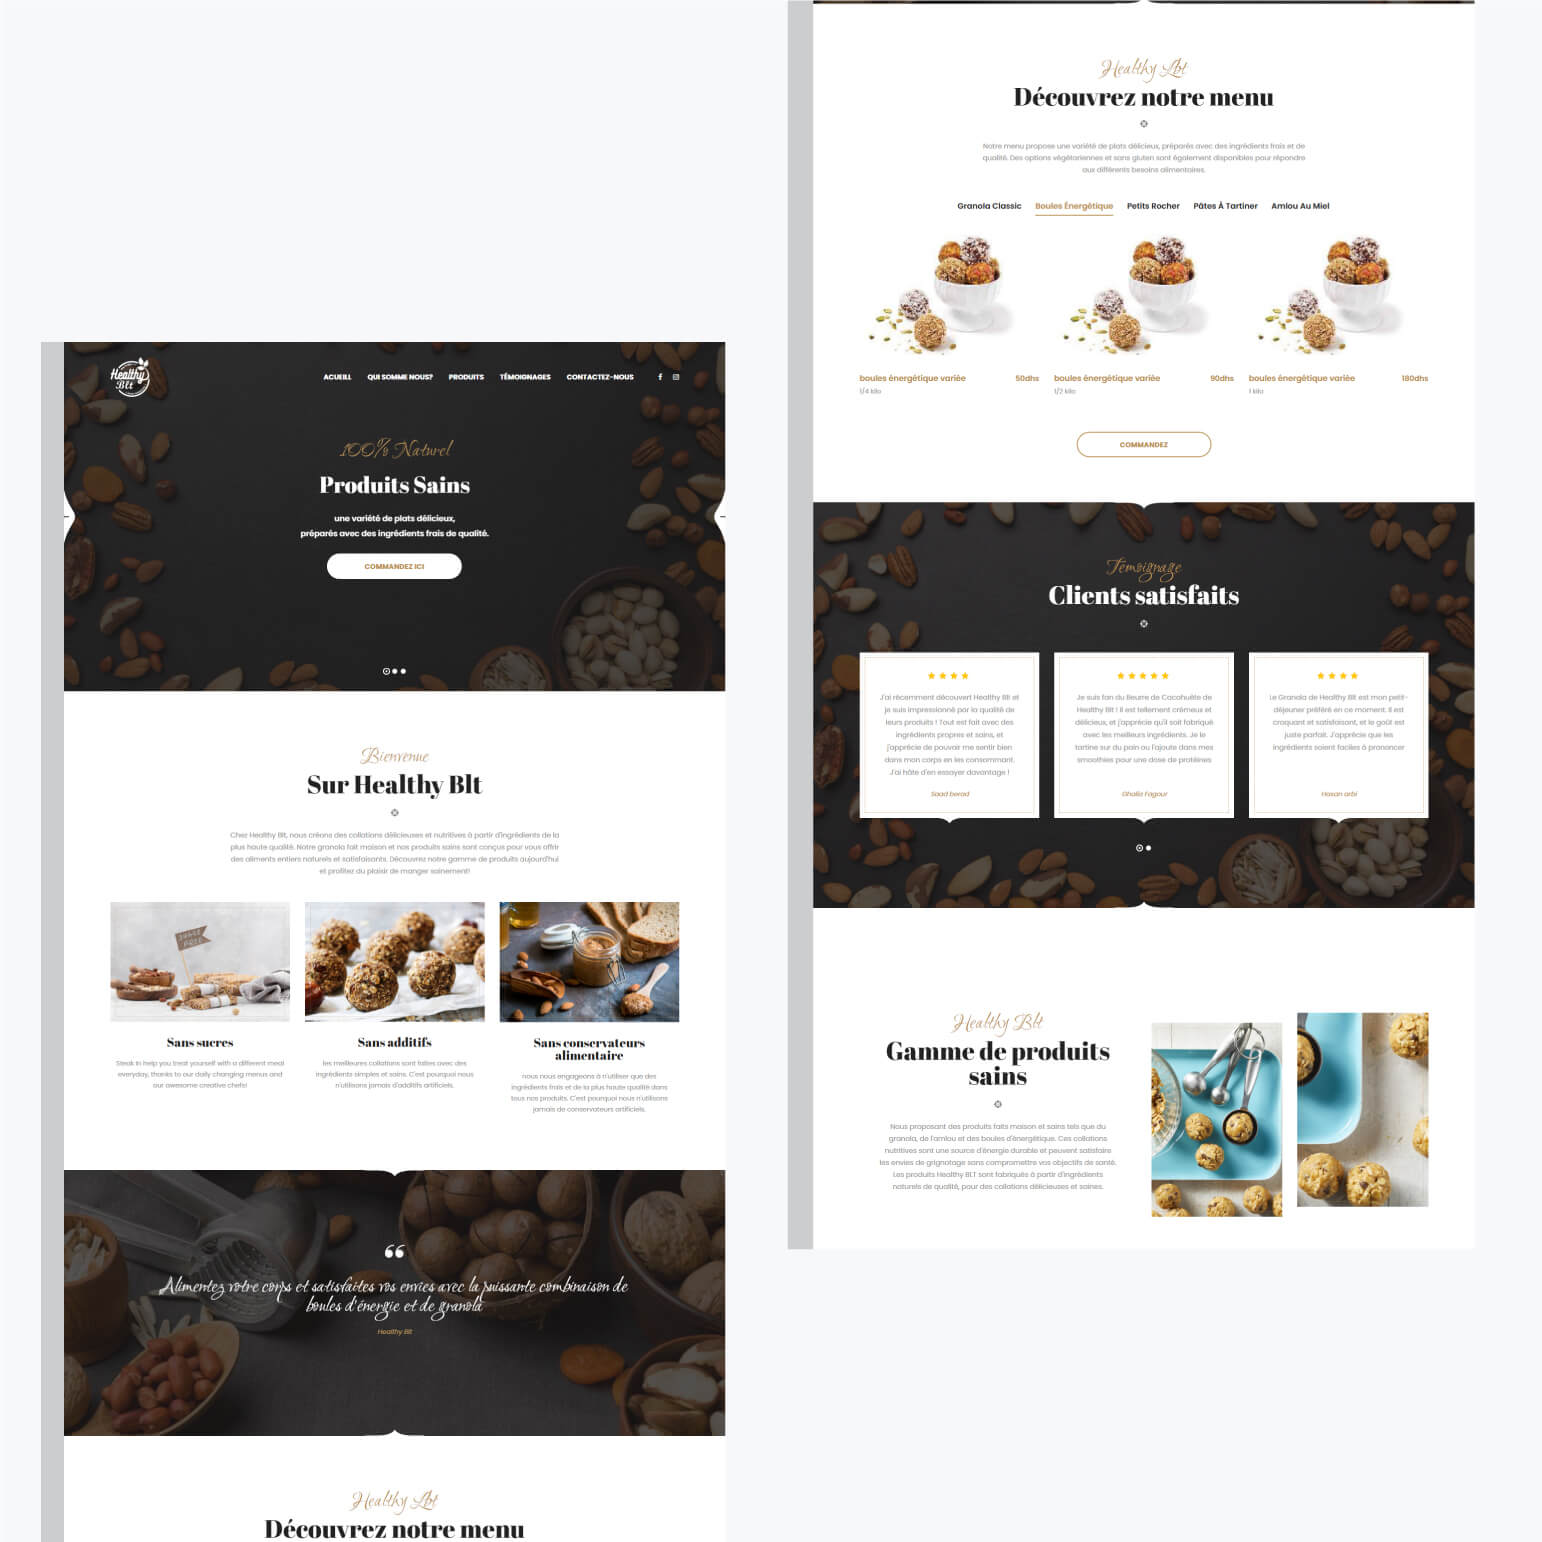 Healthy
Blt
ACUEILL QUI SOMME NOUS? PRODUITS TÉMOIGNAGES CONTACTEZ-NOUS
100% Naturel
Produits Sains
une variété de plats délicieux,
préparés avec des ingrédients frais de qualité.
COMMANDEZ ICI
Bienvenue
Sur Healthy Blt
Chez Healthy Blt, nous créons des collations délicieuses et nutritives à partir d'ingrédients de la
plus haute qualité. Notre granola fait maison et nos produits sains sont conçus pour vous offrir
des aliments entiers naturels et satisfaisants. Découvrez notre gamme de produits aujourd'hui
et profitez du plaisir de manger sainement!
FREE
Sans sucres
Steak in help you treat yourself with a different meal
everyday, thanks to our daily changing menus and
our awesome creative chefs!
Sans additifs
les meilleures collations sont faites avec des
ingrédients simples et sains. C'est pourquoi nous
n'utilisons jamais d'additifs artificiels.
Sans conservateurs
alimentaire
nous nous engageons à n'utiliser que des
ingrédients frais et de la plus haute qualité dans
tous nos produits. C'est pourquoi nous n'utilisons
jamais de conservateurs artificiels.
“
Alimentez votre corps et satisfaites vos envies avec la puissante combinaison de
boules d'énergie et de granola
Healthy Blt
Healthy Lbt
Découvrez notre menu
Healthy Lbt
Découvrez notre menu
Notre menu propose une variété de plats délicieux, préparés avec des ingrédients frais et de
qualité. Des options végétariennes et sans gluten sont également disponibles pour répondre
aux différents besoins alimentaires.
Granola Classic Boules Énergétique Petits Rocher Pâtes À Tartiner Amlou Au Miel
boules énergétique variée 50dhs
1/4 kilo
boules énergétique variée 90dhs
1/2 kilo
boules énergétique variée 180dhs
1 kilo
COMMANDEZ
Temoignage
Clients satisfaits
J'ai récemment découvert Healthy Blt et
je suis impressionné par la qualité de
leurs produits ! Tout est fait avec des
ingrédients propres et sains, et
j'apprécie de pouvoir me sentir bien
dans mon corps en les consommant.
J'ai hâte d'en essayer davantage !
Saad berad
Je suis fan du Beurre de Cacahuète de
Healthy Blt ! Il est tellement crémeux et
délicieux, et j'apprécie qu'il soit fabriqué
avec les meilleurs ingrédients. Je le
tartine sur du pain ou l'ajoute dans mes
smoothies pour une dose de protéines
Ghalia Fagour
Le Granola de Healthy Blt est mon petit-
déjeuner préféré en ce moment. Il est
croquant et satisfaisant, et le goût est
juste parfait. J'apprécie que les
ingrédients soient faciles à prononcer
Hasan arbi
Healthy Blt
Gamme de produits
sains
Nous proposant des produits faits maison et sains tels que du
granola, de l'amlou et des boules d'énergétique. Ces collations
nutritives sont une source d'énergie durable et peuvent satisfaire
les envies de grignotage sans compromettre vos objectifs de santé.
Les produits Healthy BLT sont fabriqués à partir d'ingrédients
naturels de qualité, pour des collations délicieuses et saines.